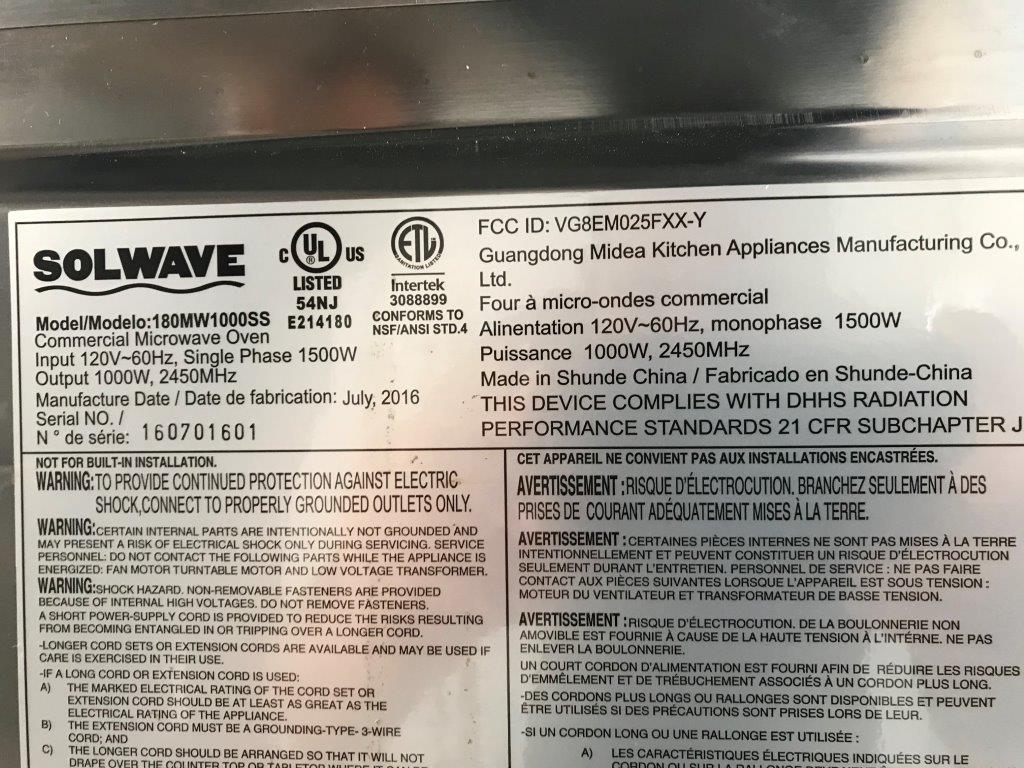 SOLWAVE
C UL US
LISTED
54NJ
E214180
ETL
SANITATION LISTED
Intertek
3088899
CONFORMS TO
NSF/ANSI STD.4
Model/Modelo:180MW1000SS
Commercial Microwave Oven
Input 120V~60Hz, Single Phase 1500W
Output 1000W, 2450MHz
Manufacture Date / Date de fabrication: July, 2016
Serial NO. /
N ° de série: 160701601
FCC ID: VG8EM025FXX-Y
Guangdong Midea Kitchen Appliances Manufacturing Co.,
Ltd.
Four à micro-ondes commercial
Alinentation 120V~60Hz, monophase 1500W
Puissance 1000W, 2450MHz
Made in Shunde China / Fabricado en Shunde-China
THIS DEVICE COMPLIES WITH DHHS RADIATION
PERFORMANCE STANDARDS 21 CFR SUBCHAPTER J
NOT FOR BUILT-IN INSTALLATION.
WARNING:TO PROVIDE CONTINUED PROTECTION AGAINST ELECTRIC
SHOCK,CONNECT TO PROPERLY GROUNDED OUTLETS ONLY.
WARNING:CERTAIN INTERNAL PARTS ARE INTENTIONALLY NOT GROUNDED AND
MAY PRESENT A RISK OF ELECTRICAL SHOCK ONLY DURING SERVICING. SERVICE
PERSONNEL: DO NOT CONTACT THE FOLLOWING PARTS WHILE THE APPLIANCE IS
ENERGIZED: FAN MOTOR TURNTABLE MOTOR AND LOW VOLTAGE TRANSFORMER.
WARNING:SHOCK HAZARD. NON-REMOVABLE FASTENERS ARE PROVIDED
BECAUSE OF INTERNAL HIGH VOLTAGES. DO NOT REMOVE FASTENERS.
A SHORT POWER-SUPPLY CORD IS PROVIDED TO REDUCE THE RISKS RESULTING
FROM BECOMING ENTANGLED IN OR TRIPPING OVER A LONGER CORD.
-LONGER CORD SETS OR EXTENSION CORDS ARE AVAILABLE AND MAY BE USED IF
CARE IS EXERCISED IN THEIR USE.
-IF A LONG CORD OR EXTENSION CORD IS USED:
A) THE MARKED ELECTRICAL RATING OF THE CORD SET OR
EXTENSION CORD SHOULD BE AT LEAST AS GREAT AS THE
ELECTRICAL RATING OF THE APPLIANCE.
B) THE EXTENSION CORD MUST BE A GROUNDING-TYPE- 3-WIRE
CORD; AND
C) THE LONGER CORD SHOULD BE ARRANGED SO THAT IT WILL NOT
DRAPE OVER THE COUNTER TOP OR TABLETOP WHERE IT CAN BE
CET APPAREIL NE CONVIENT PAS AUX INSTALLATIONS ENCASTRÉES.
AVERTISSEMENT :RISQUE D'ÉLECTROCUTION, BRANCHEZ SEULEMENT À DES
PRISES DE COURANT ADÉQUATEMENT MISES À LA TERRE.
AVERTISSEMENT :CERTAINES PIÈCES INTERNES NE SONT PAS MISES À LA TERRE
INTENTIONNELLEMENT ET PEUVENT CONSTITUER UN RISQUE D'ÉLECTROCUTION
SEULEMENT DURANT L'ENTRETIEN. PERSONNEL DE SERVICE : NE PAS FAIRE
CONTACT AUX PIÈCES SUIVANTES LORSQUE L'APPAREIL EST SOUS TENSION :
MOTEUR DU VENTILATEUR ET TRANSFORMATEUR DE BASSE TENSION.
AVERTISSEMENT :RISQUE D'ÉLECTROCUTION. DE LA BOULONNERIE NON
AMOVIBLE EST FOURNIE À CAUSE DE LA HAUTE TENSION À L'INTÉRNE. NE PAS
ENLEVER LA BOULONNERIE.
UN COURT CORDON D'ALIMENTATION EST FOURNI AFIN DE RÉDUIRE LES RISQUES
D'EMMÊLEMENT ET DE TRÉBUCHEMENT ASSOCIÉS À UN CORDON PLUS LONG.
-DES CORDONS PLUS LONGS OU RALLONGES SONT DISPONIBLES ET PEUVENT
ÊTRE UTILISÉS SI DES PRÉCAUTIONS SONT PRISES LORS DE LEUR.
-SI UN CORDON LONG OU UNE RALLONGE EST UTILISÉE :
A) LES CARACTÉRISTIQUES ÉLECTRIQUES INDIQUÉES SUR LE
CORDON OU SUR LA RALLONGE